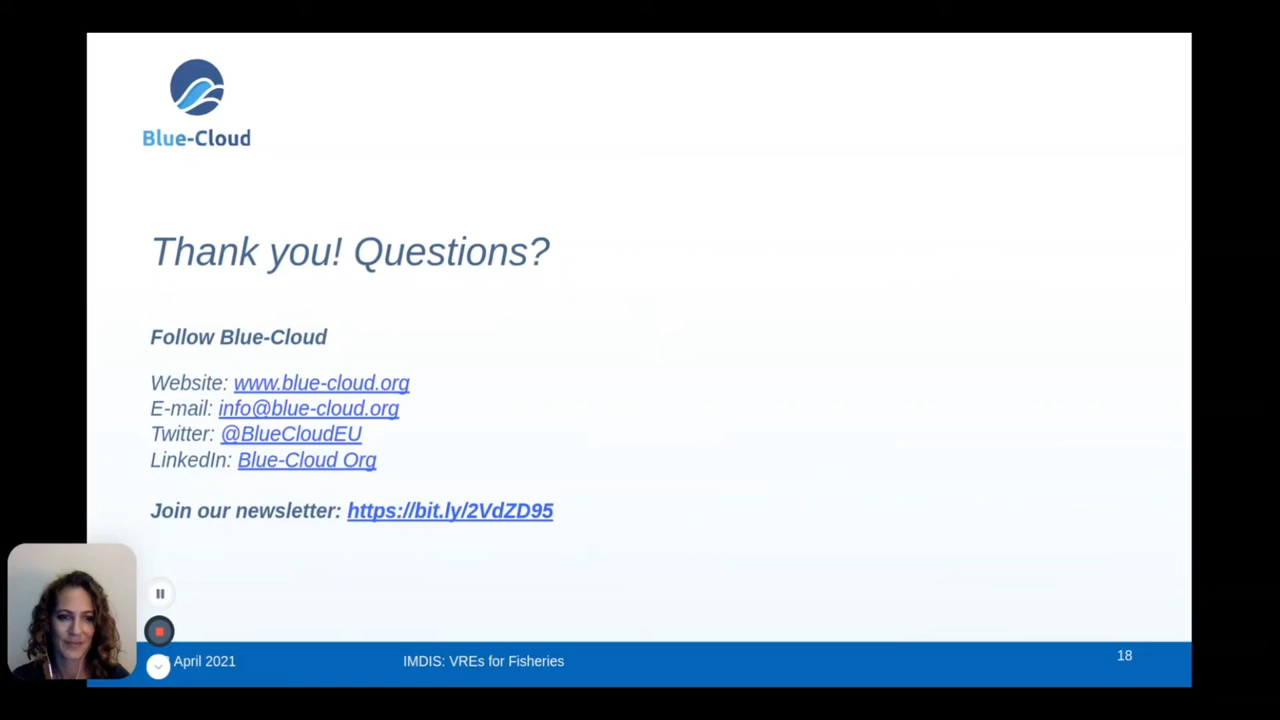 Blue-Cloud
Thank you! Questions?
Follow Blue-Cloud
Website: www.blue-cloud.org
E-mail: info@blue-cloud.org
Twitter: @BlueCloudEU
LinkedIn: Blue-Cloud Org
Join our newsletter: https://bit.ly/2VdZD95
April 2021
IMDIS: VREs for Fisheries
18